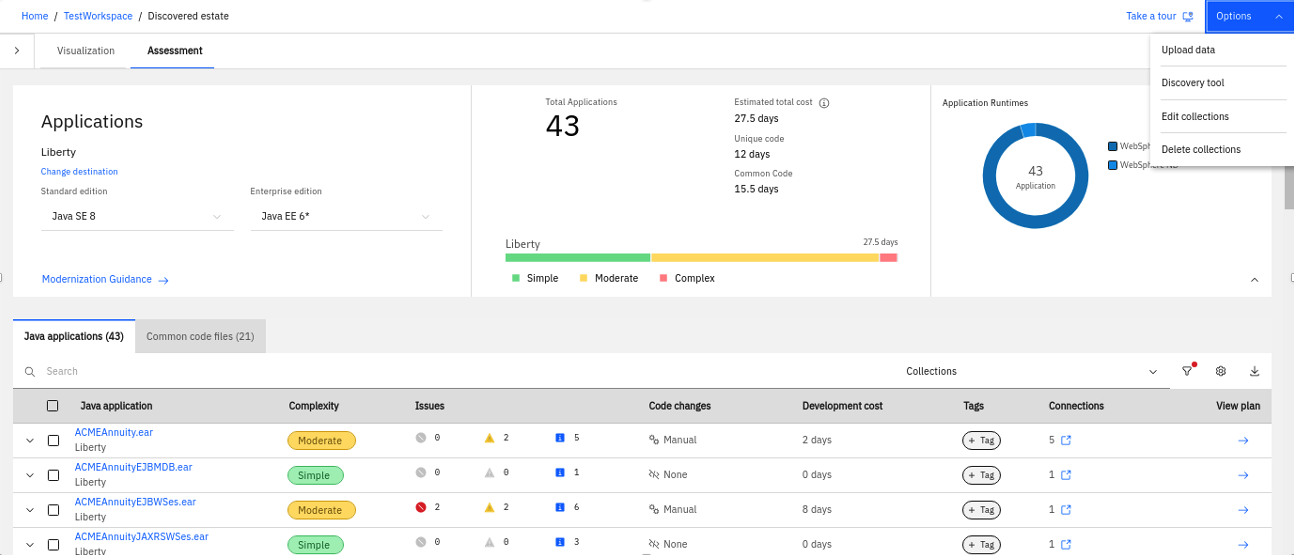 Home / TestWorkspace / Discovered estate
Take a tour
Options
Upload data
Discovery tool
Edit collections
Delete collections
Visualization
Assessment
Applications
Liberty
Change destination
Standard edition
Enterprise edition
Java SE 8
Java EE 6*
Modernization Guidance
Total Applications
43
Estimated total cost
27.5 days
Unique code
12 days
Common Code
15.5 days
Liberty
27.5 days
Simple
Moderate
Complex
Application Runtimes
43
Application
Java applications (43)
Common code files (21)
Search
Collections
Java application Complexity Issues Code changes Development cost Tags Connections View plan
ACMEAnnuity.ear
Liberty
Moderate 0 2 5 Manual 2 days + Tag 5
ACMEAnnuityEJBMDB.ear
Liberty
Simple 0 0 1 None 0 days + Tag 1
ACMEAnnuityEJBWSes.ear
Liberty
Moderate 2 2 6 Manual 8 days + Tag 1
ACMEAnnuityJAXRSWSes.ear
Liberty
Simple 0 0 3 None 0 days + Tag 1